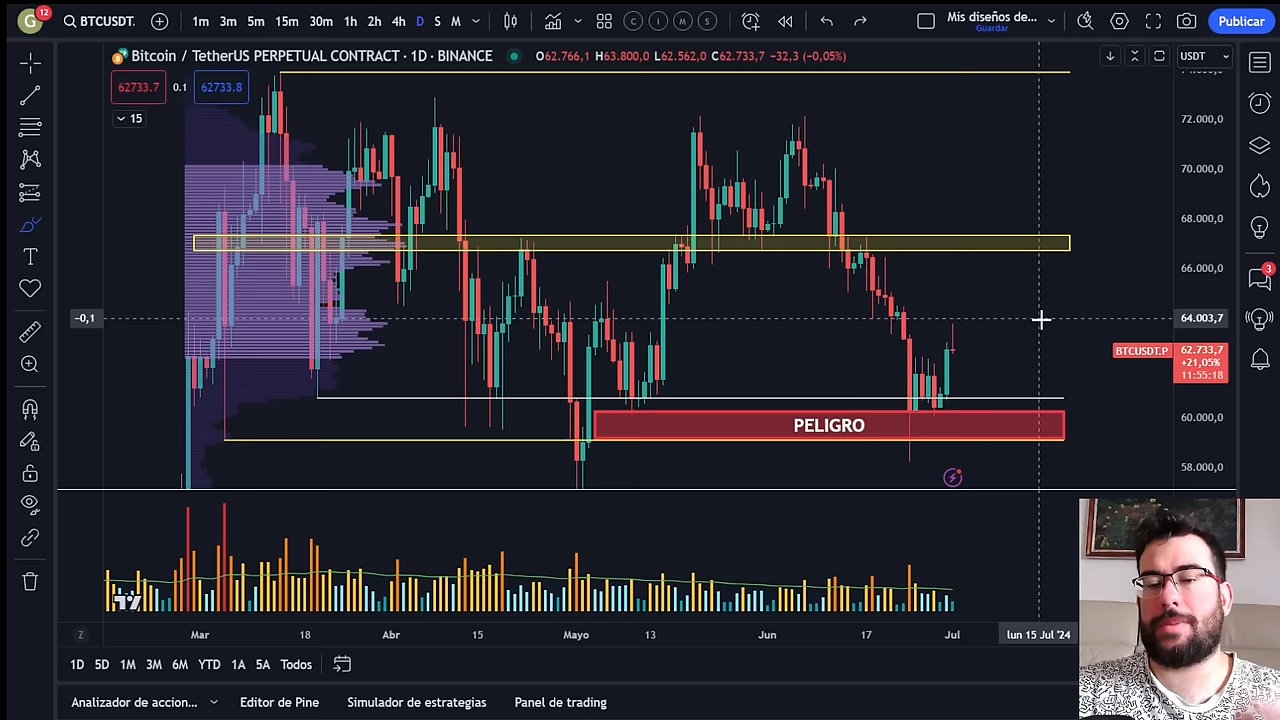 G
12
BTCUSDT.
1m 3m 5m 15m 30m 1h 2h 4h D S M
C I M S
Mis diseños de...
Guardar
Publicar
Bitcoin / TetherUS PERPETUAL CONTRACT · 1D · BINANCE
O62.766,1 H63.800,0 L62.562,0 C62.733,7 −32,3 (−0,05%)
USDT
62733.7 0.1 62733.8
15
72.000,0
70.000,0
68.000,0
66.000,0
−0,1
64.003,7
BTCUSDT.P
62.733,7
+21,05%
11:55:18
3
60.000,0
58.000,0
PELIGRO
Z
Mar 18 Abr 15 Mayo 13 Jun 17 Jul
lun 15 Jul '24
1D 5D 1M 3M 6M YTD 1A 5A Todos
Analizador de accion...
Editor de Pine
Simulador de estrategias
Panel de trading